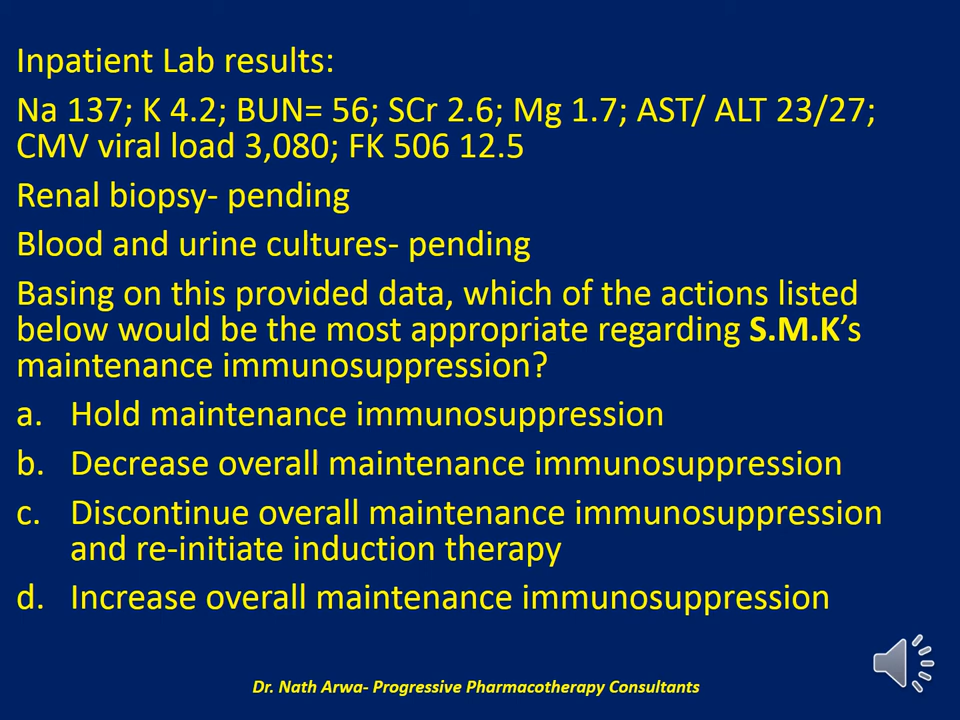 Inpatient Lab results:
Na 137; K 4.2; BUN= 56; SCr 2.6; Mg 1.7; AST/ ALT 23/27;
CMV viral load 3,080; FK 506 12.5
Renal biopsy- pending
Blood and urine cultures- pending
Basing on this provided data, which of the actions listed
below would be the most appropriate regarding S.M.K’s
maintenance immunosuppression?
a. Hold maintenance immunosuppression
b. Decrease overall maintenance immunosuppression
c. Discontinue overall maintenance immunosuppression
and re-initiate induction therapy
d. Increase overall maintenance immunosuppression
Dr. Nath Arwa- Progressive Pharmacotherapy Consultants